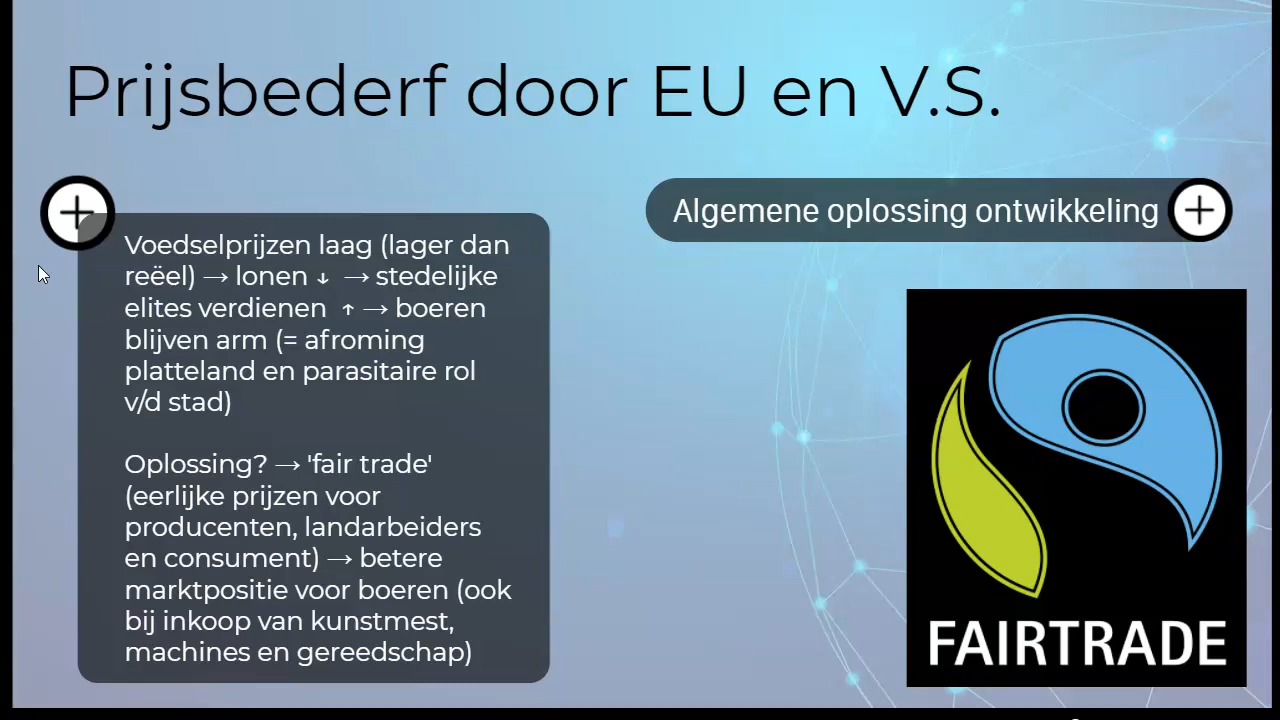 Prijsbederf door EU en V.S.
Voedselprijzen laag (lager dan
reëel) → lonen ↓ → stedelijke
elites verdienen ↑ → boeren
blijven arm (= afroming
platteland en parasitaire rol
v/d stad)
Oplossing? → 'fair trade'
(eerlijke prijzen voor
producenten, landarbeiders
en consument) → betere
marktpositie voor boeren (ook
bij inkoop van kunstmest,
machines en gereedschap)
Algemene oplossing ontwikkeling
FAIRTRADE